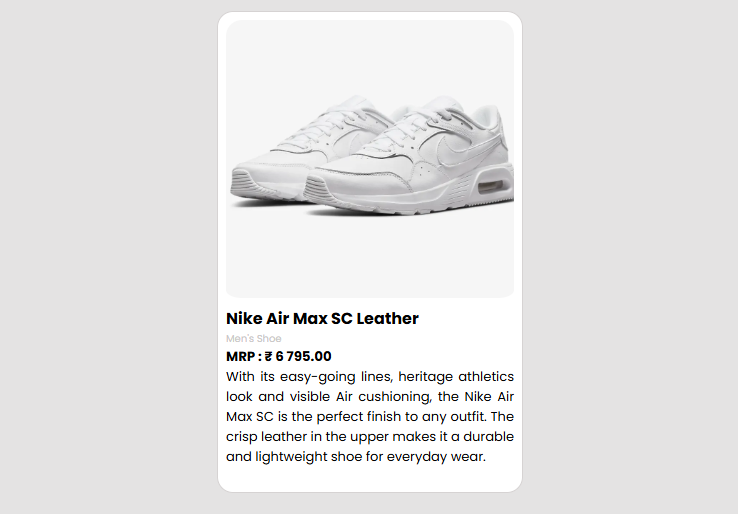 Nike Air Max SC Leather
Men's Shoe
MRP : ₹ 6 795.00
With its easy-going lines, heritage athletics
look and visible Air cushioning, the Nike Air
Max SC is the perfect finish to any outfit. The
crisp leather in the upper makes it a durable
and lightweight shoe for everyday wear.